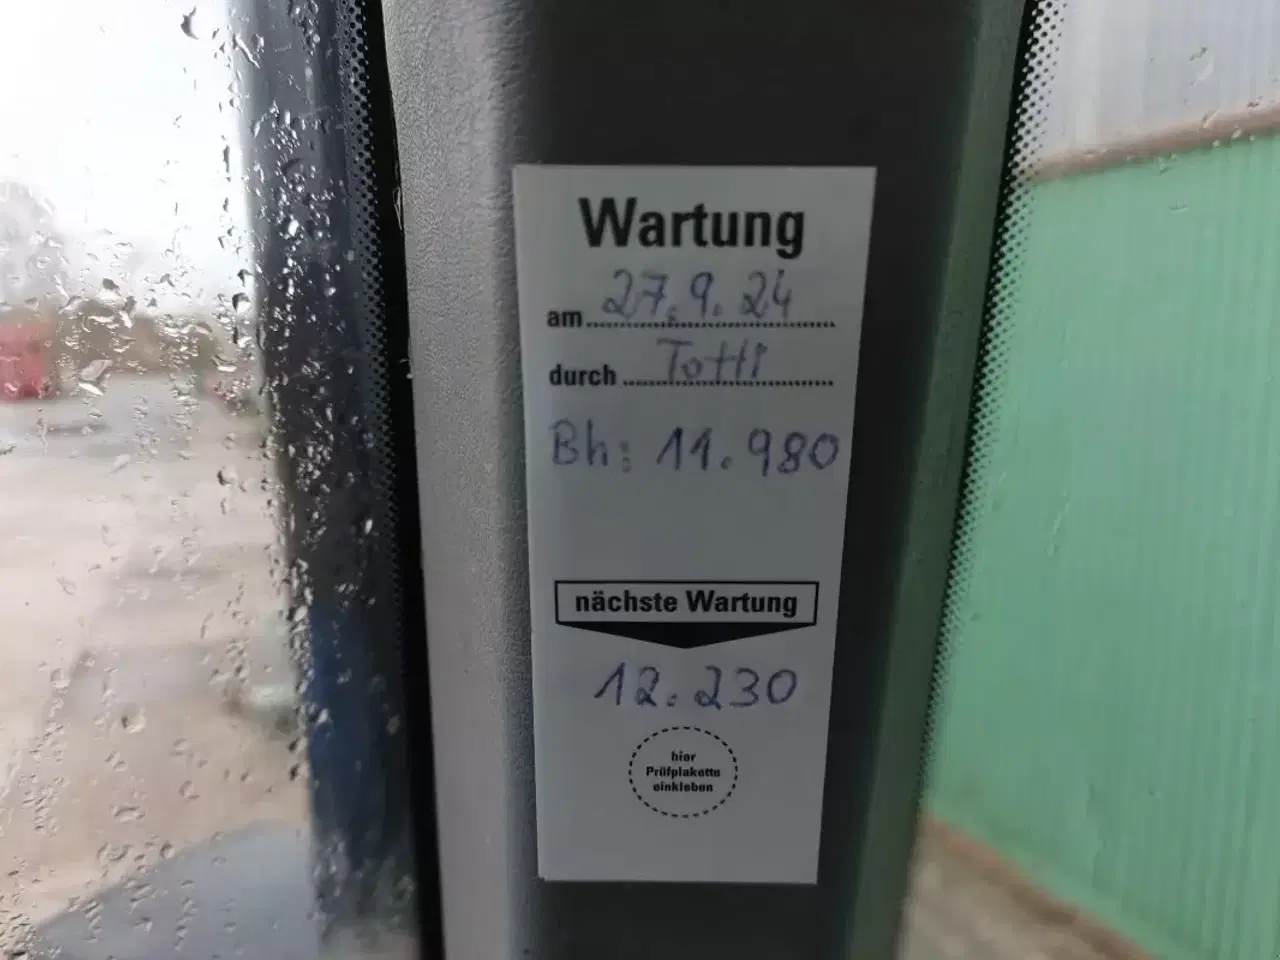 Wartung
am 27.9.24
durch Totti
Bh: 11.980
nächste Wartung
12.230
hier
Prüfplakette
einkleben